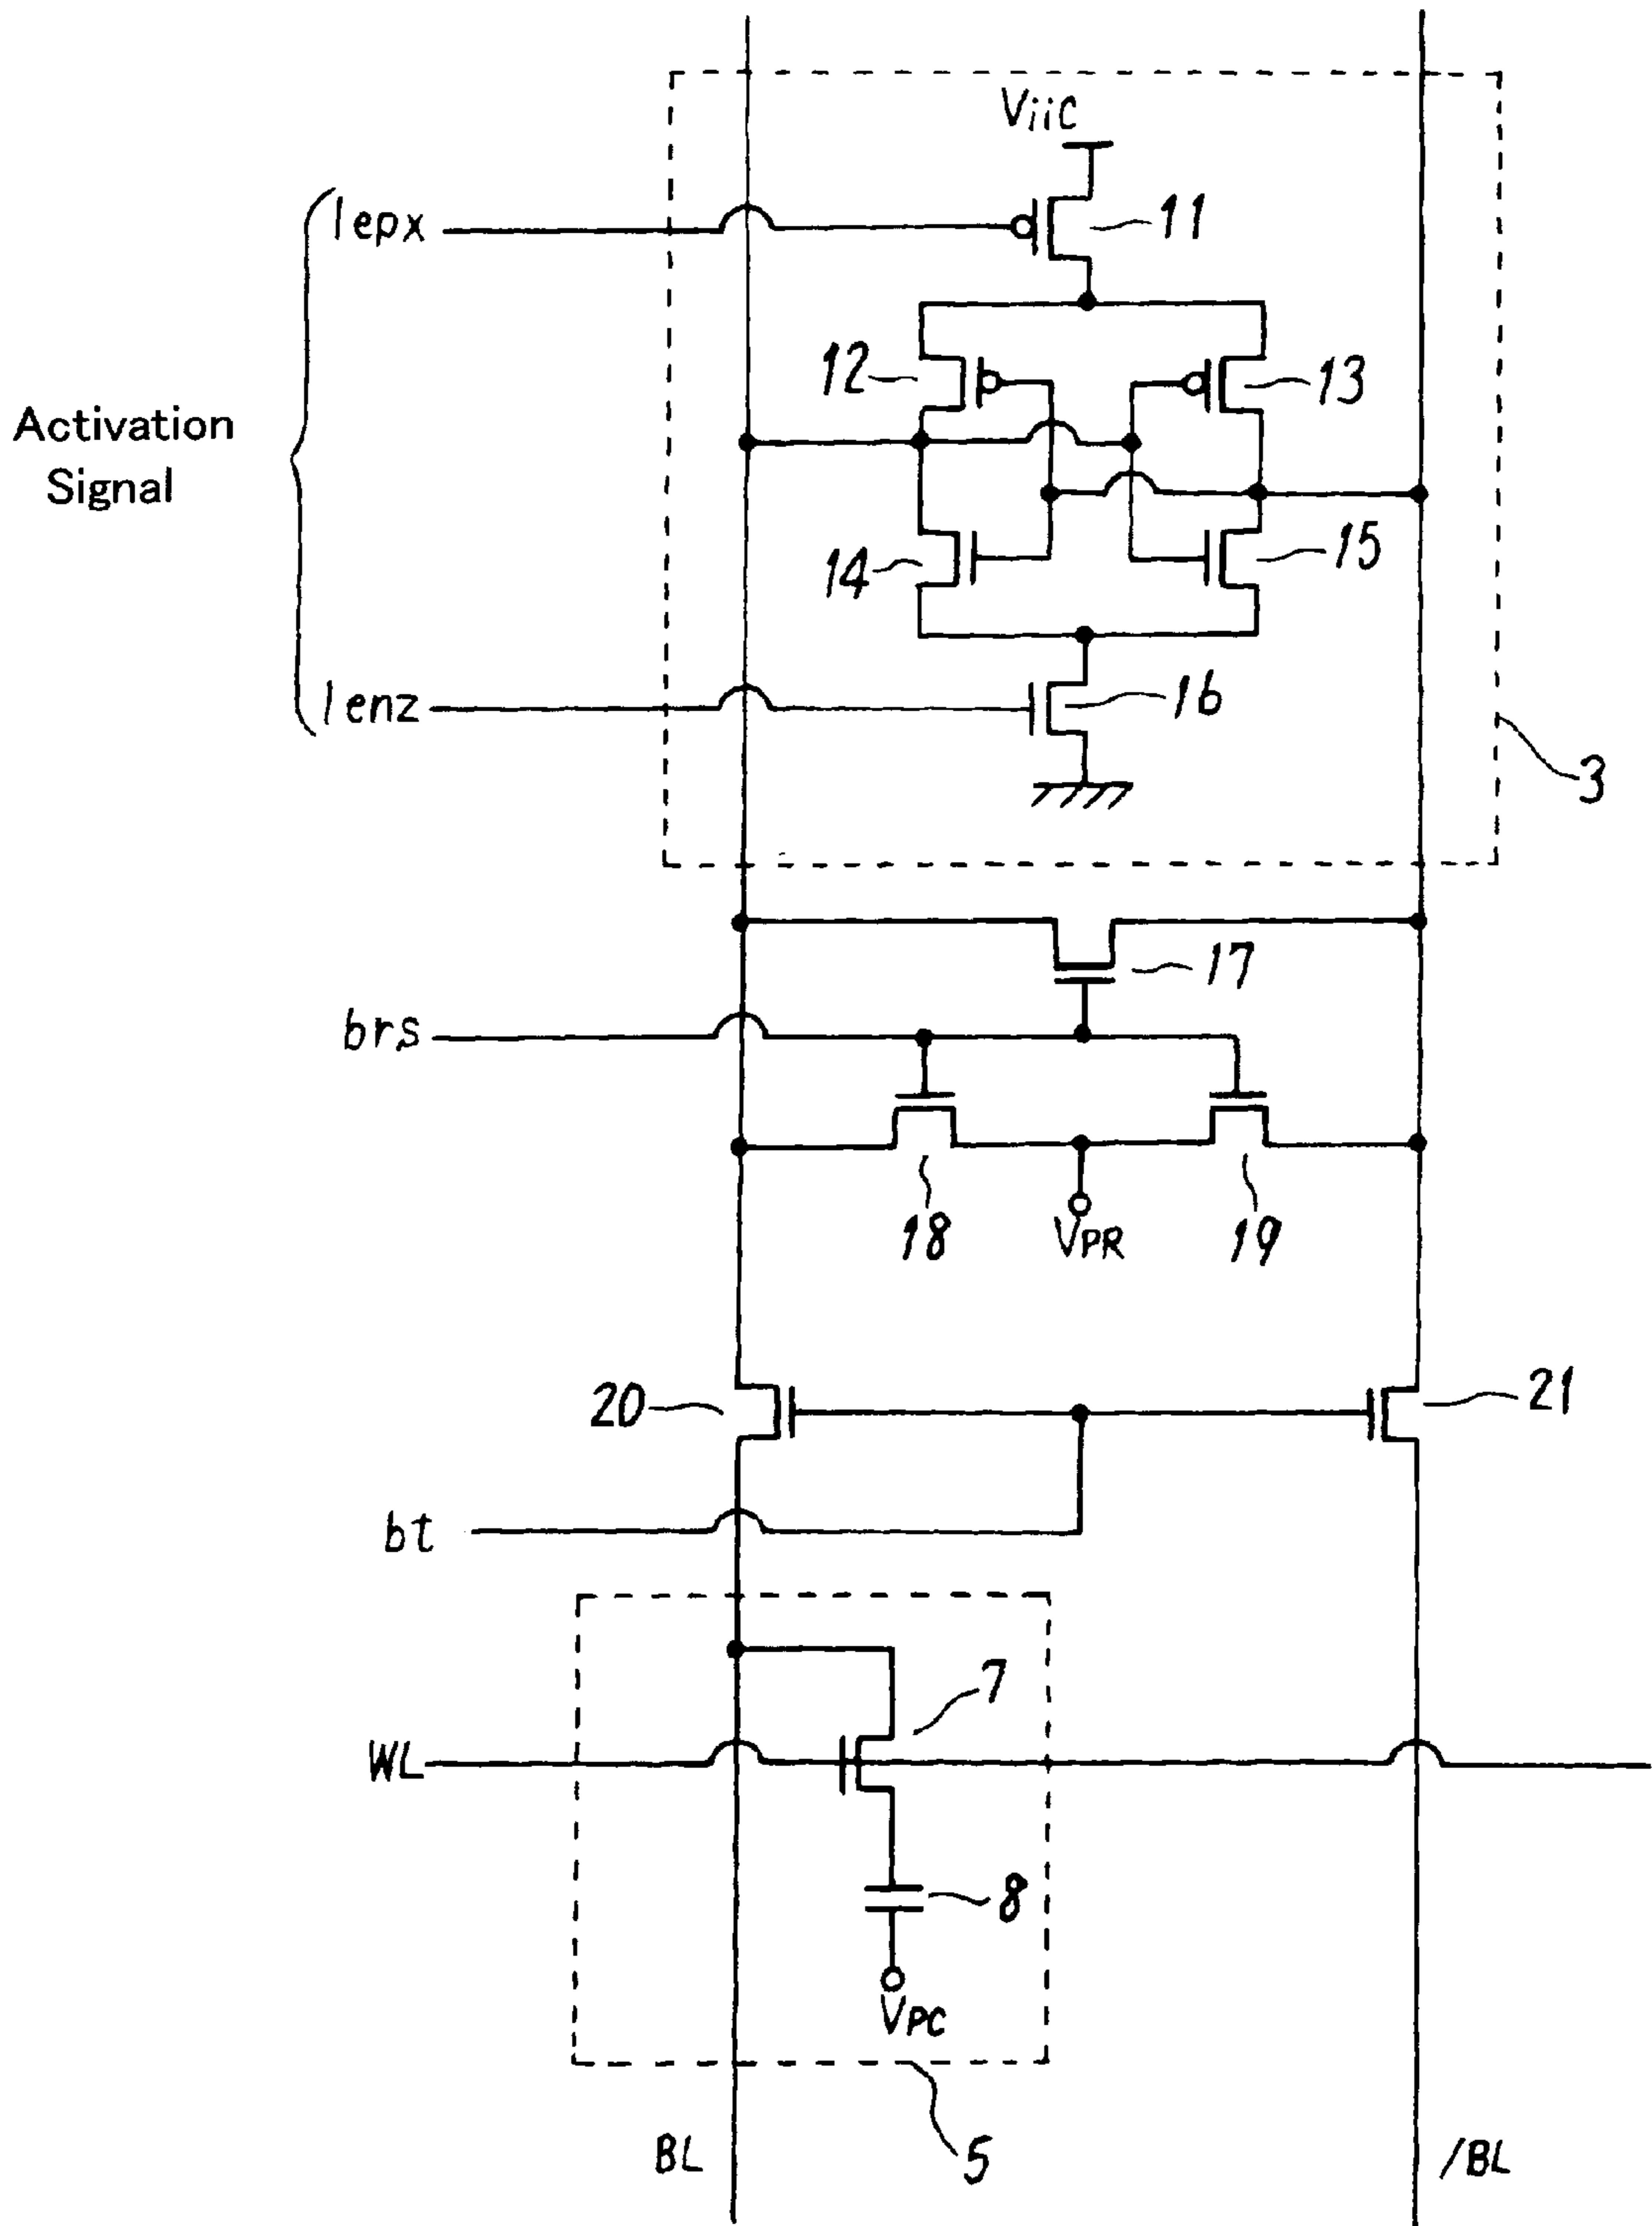 Viic
lepx
11
12
13
Activation
Signal
14
15
lenz
16
3
17
brs
18
VPR
19
20
21
bt
7
WL
8
VPC
BL
5
/BL